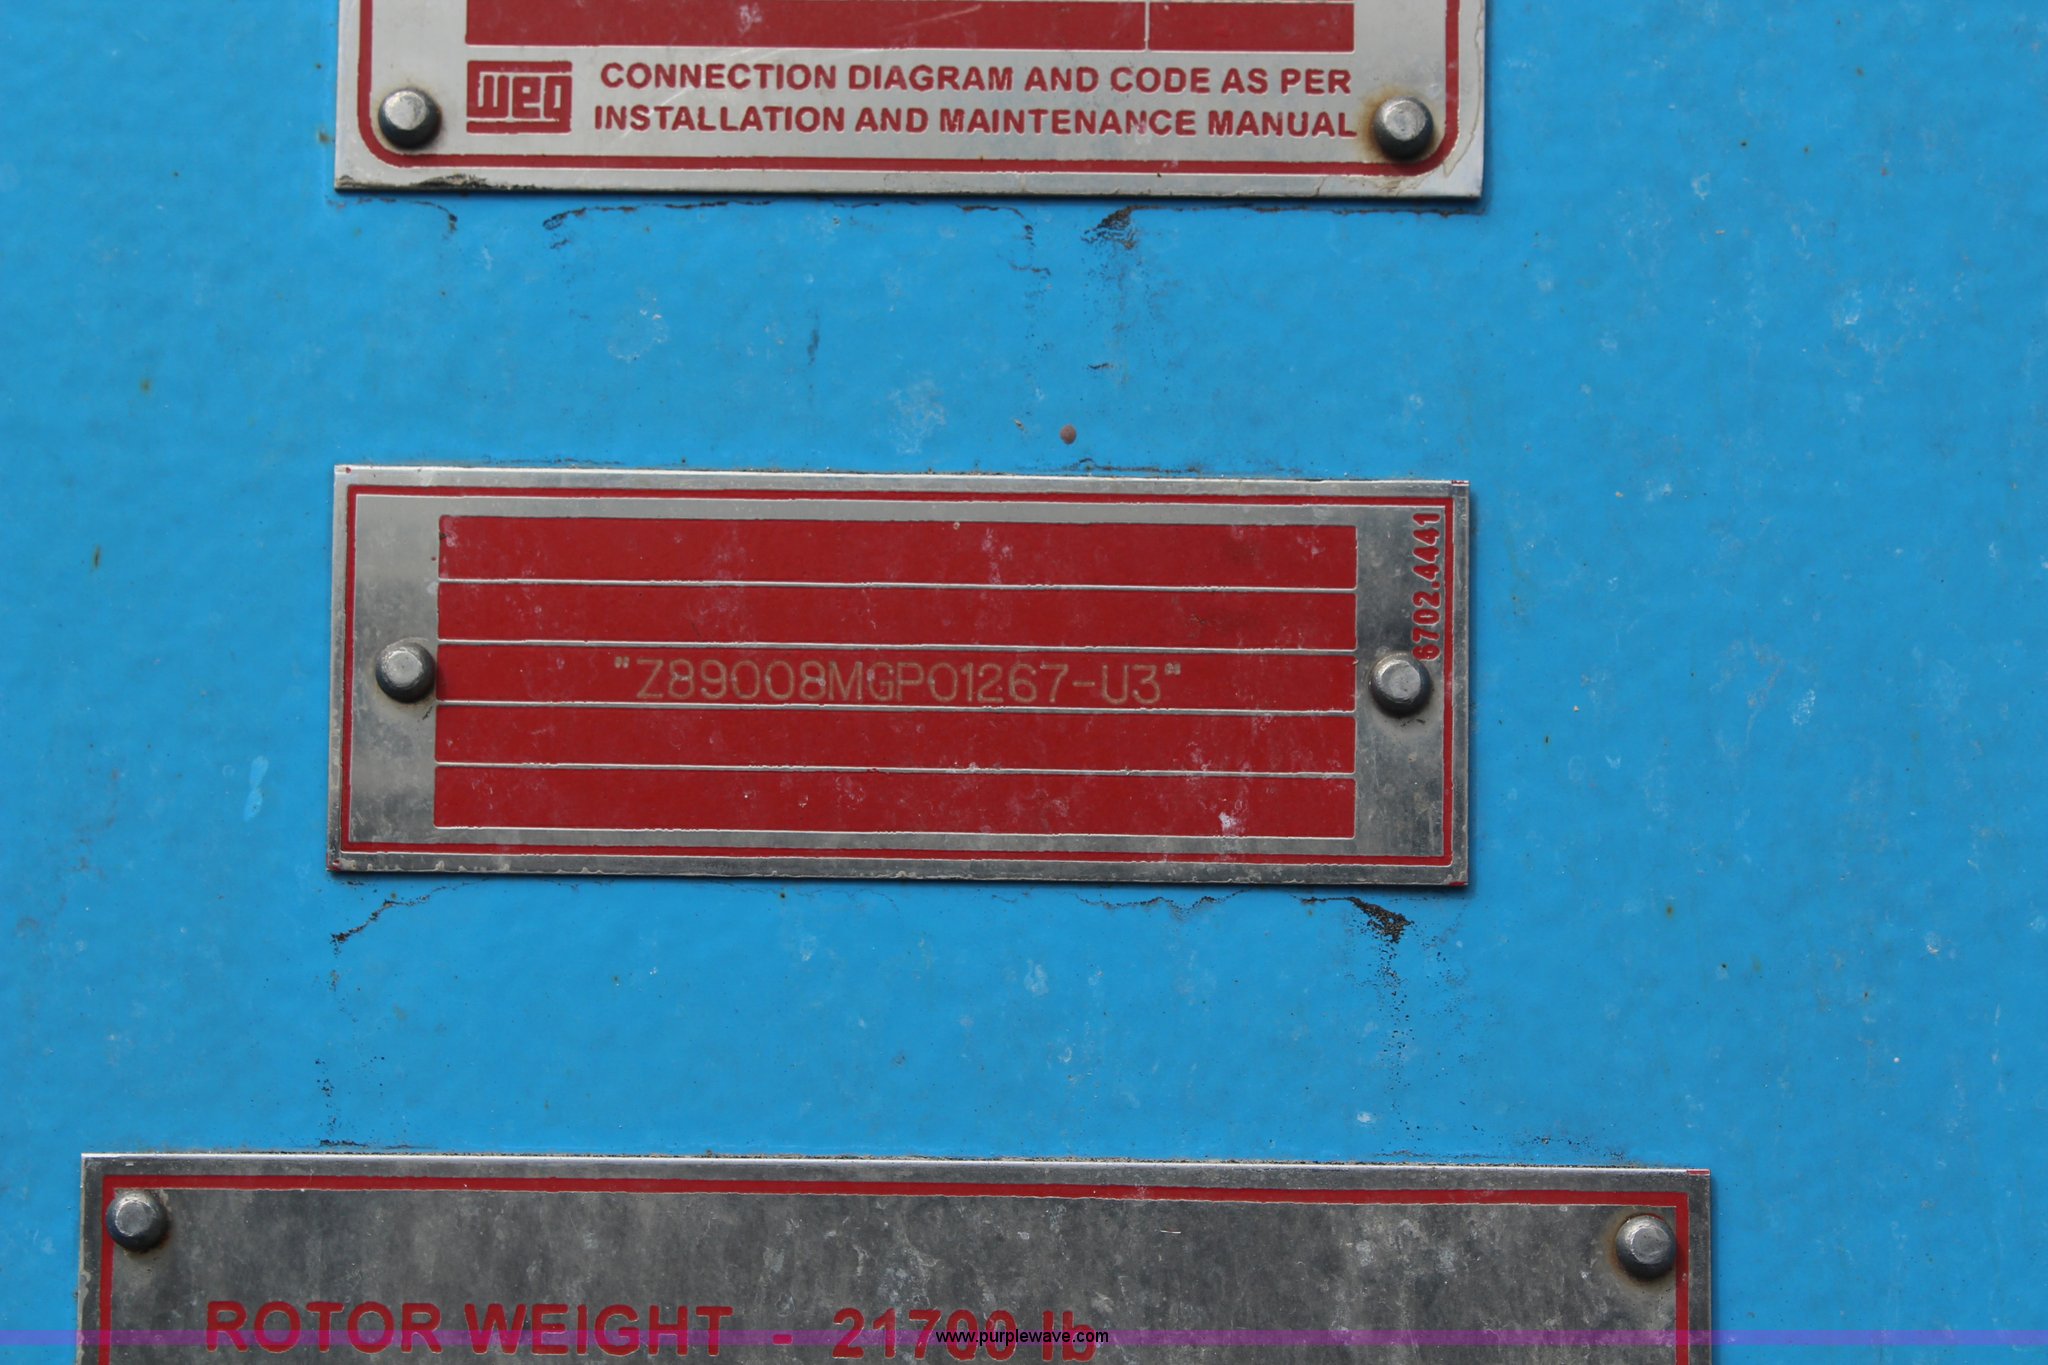 weg
CONNECTION DIAGRAM AND CODE AS PER
INSTALLATION AND MAINTENANCE MANUAL
6702.4441
"Z89008MGP01267-U3"
ROTOR WEIGHT - 21700 lb
www.purplewave.com